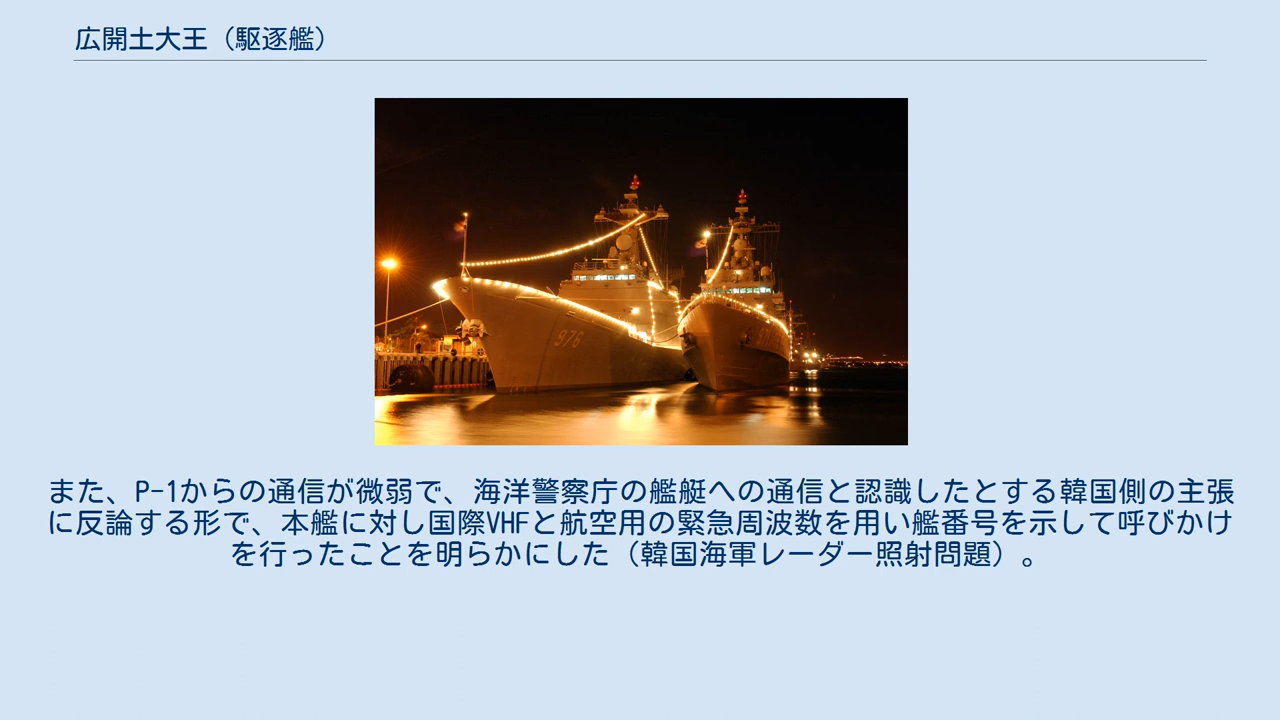 広開土大王（駆逐艦）
976
また、P-1からの通信が微弱で、海洋警察庁の艦艇への通信と認識したとする韓国側の主張
に反論する形で、本艦に対し国際VHFと航空用の緊急周波数を用い艦番号を示して呼びかけ
を行ったことを明らかにした（韓国海軍レーダー照射問題）。